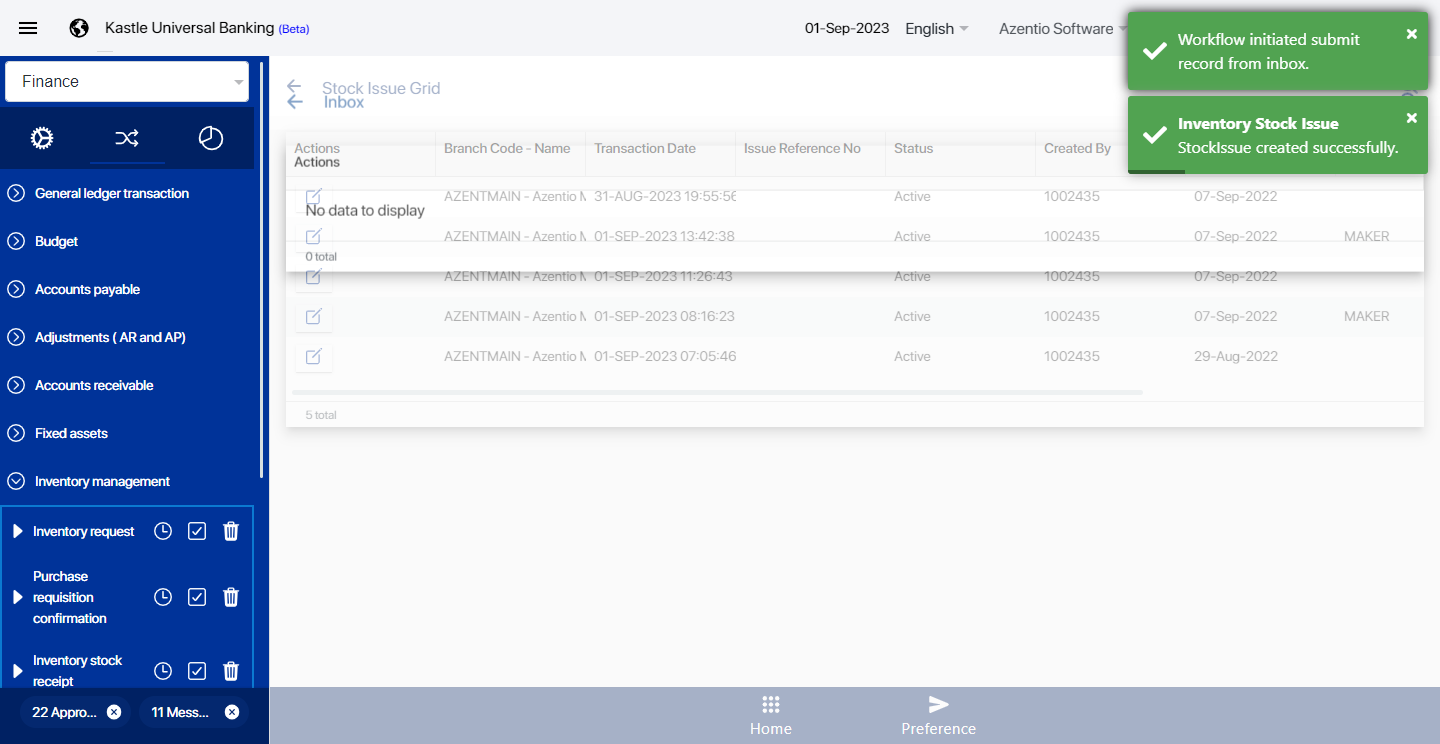 Kastle Universal Banking (Beta)
01-Sep-2023
English
Azentio Software
Workflow initiated submit
record from inbox.
Inventory Stock Issue
StockIssue created successfully.
Finance
General ledger transaction
Budget
Accounts payable
Adjustments ( AR and AP)
Accounts receivable
Fixed assets
Inventory management
Inventory request
Purchase
requisition
confirmation
Inventory stock
receipt
22 Appro...
11 Mess...
Stock Issue Grid
Inbox
Actions Branch Code - Name Transaction Date Issue Reference No Status Created By
Actions
AZENTMAIN - Azentio M 31-AUG-2023 19:55:56 Active 1002435 07-Sep-2022
No data to display
AZENTMAIN - Azentio M 01-SEP-2023 13:42:38 Active 1002435 07-Sep-2022 MAKER
0 total
AZENTMAIN - Azentio M 01-SEP-2023 11:26:43 Active 1002435 07-Sep-2022
AZENTMAIN - Azentio M 01-SEP-2023 08:16:23 Active 1002435 07-Sep-2022 MAKER
AZENTMAIN - Azentio M 01-SEP-2023 07:05:46 Active 1002435 29-Aug-2022
5 total
Home
Preference